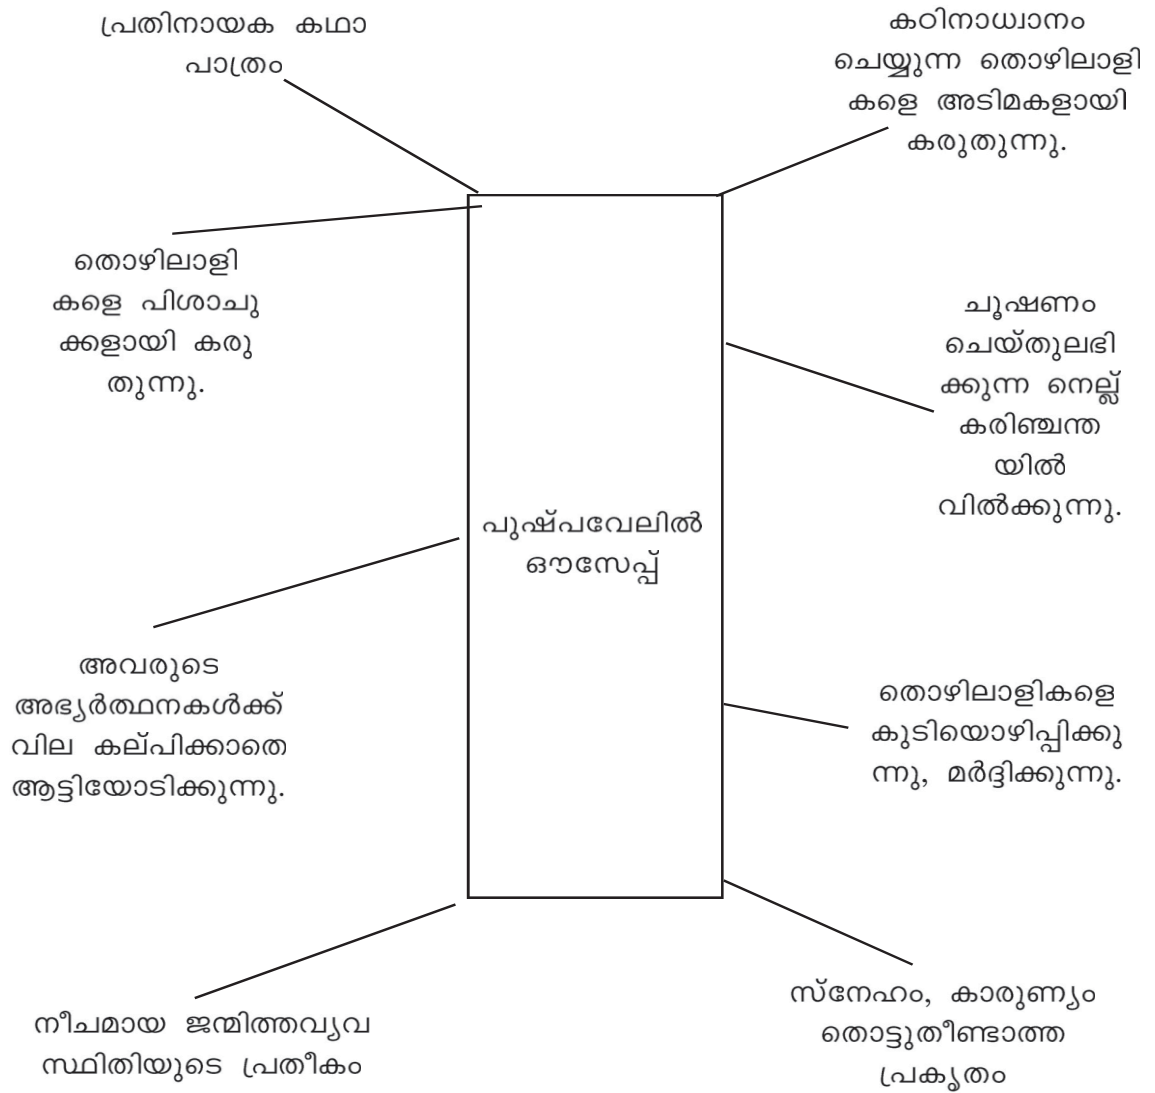 പ്രതിനായക കഥാ
പാത്രം
കഠിനാധ്വാനം
ചെയ്യുന്ന തൊഴിലാളി
കളെ അടിമകളായി
കരുതുന്നു.
തൊഴിലാളി
കളെ പിശാചു
ക്കളായി കരു
തുന്നു.
ചൂഷണം
ചെയ്തുലഭി
ക്കുന്ന നെല്ല്
കരിഞ്ചന്ത
യിൽ
വിൽക്കുന്നു.
പുഷ്പവേലിൽ
ഔസേപ്പ്
അവരുടെ
അഭ്യർത്ഥനകൾക്ക്
വില കല്പിക്കാതെ
ആട്ടിയോടിക്കുന്നു.
തൊഴിലാളികളെ
കുടിയൊഴിപ്പിക്കു
ന്നു, മർദ്ദിക്കുന്നു.
നീചമായ ജന്മിത്തവ്യവ
സ്ഥിതിയുടെ പ്രതീകം
സ്നേഹം, കാരുണ്യം
തൊട്ടുതീണ്ടാത്ത
പ്രകൃതം